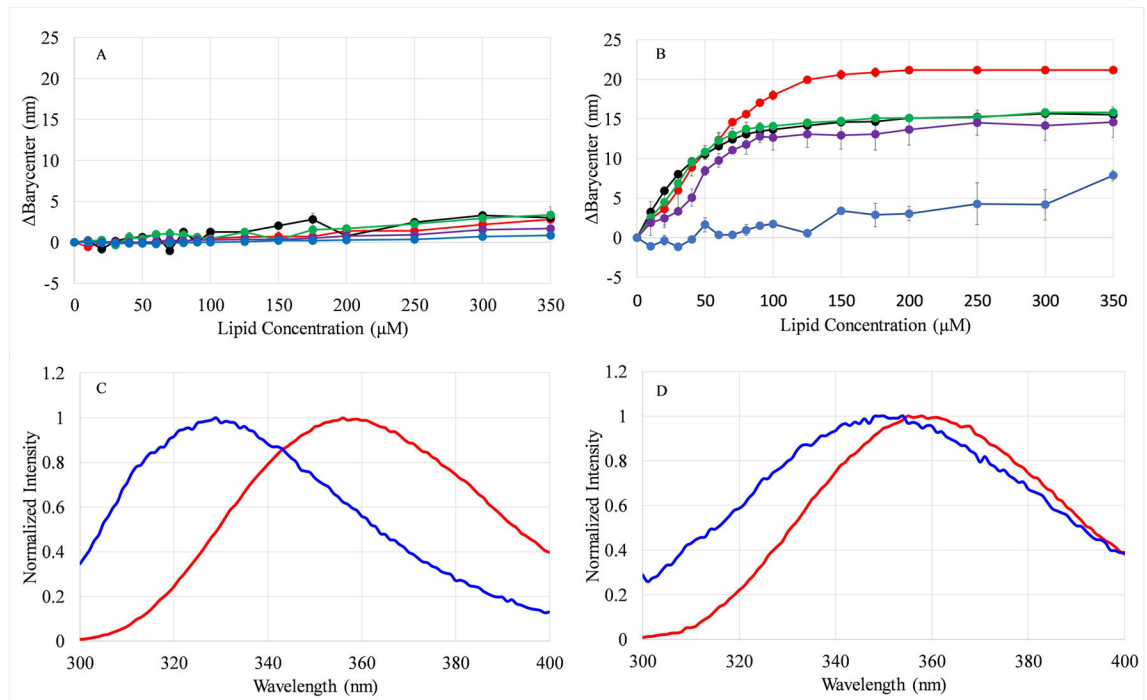 A
25
20
15
10
5
0
-5
ΔBarycenter (nm)
0 50 100 150 200 250 300 350
Lipid Concentration (µM)
B
25
20
15
10
5
0
-5
ΔBarycenter (nm)
0 50 100 150 200 250 300 350
Lipid Concentration (µM)
C
1.2
1
0.8
0.6
0.4
0.2
0
Normalized Intensity
300 320 340 360 380 400
Wavelength (nm)
D
1.2
1
0.8
0.6
0.4
0.2
0
Normalized Intensity
300 320 340 360 380 400
Wavelength (nm)